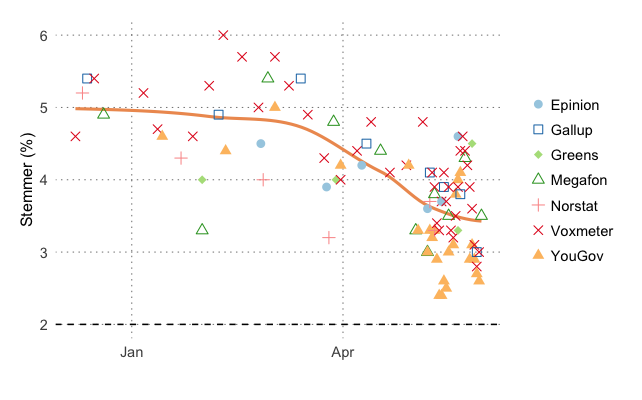 Stemmer (%)
6
5
4
3
2
Jan
Apr
Epinion
Gallup
Greens
Megafon
Norstat
Voxmeter
YouGov